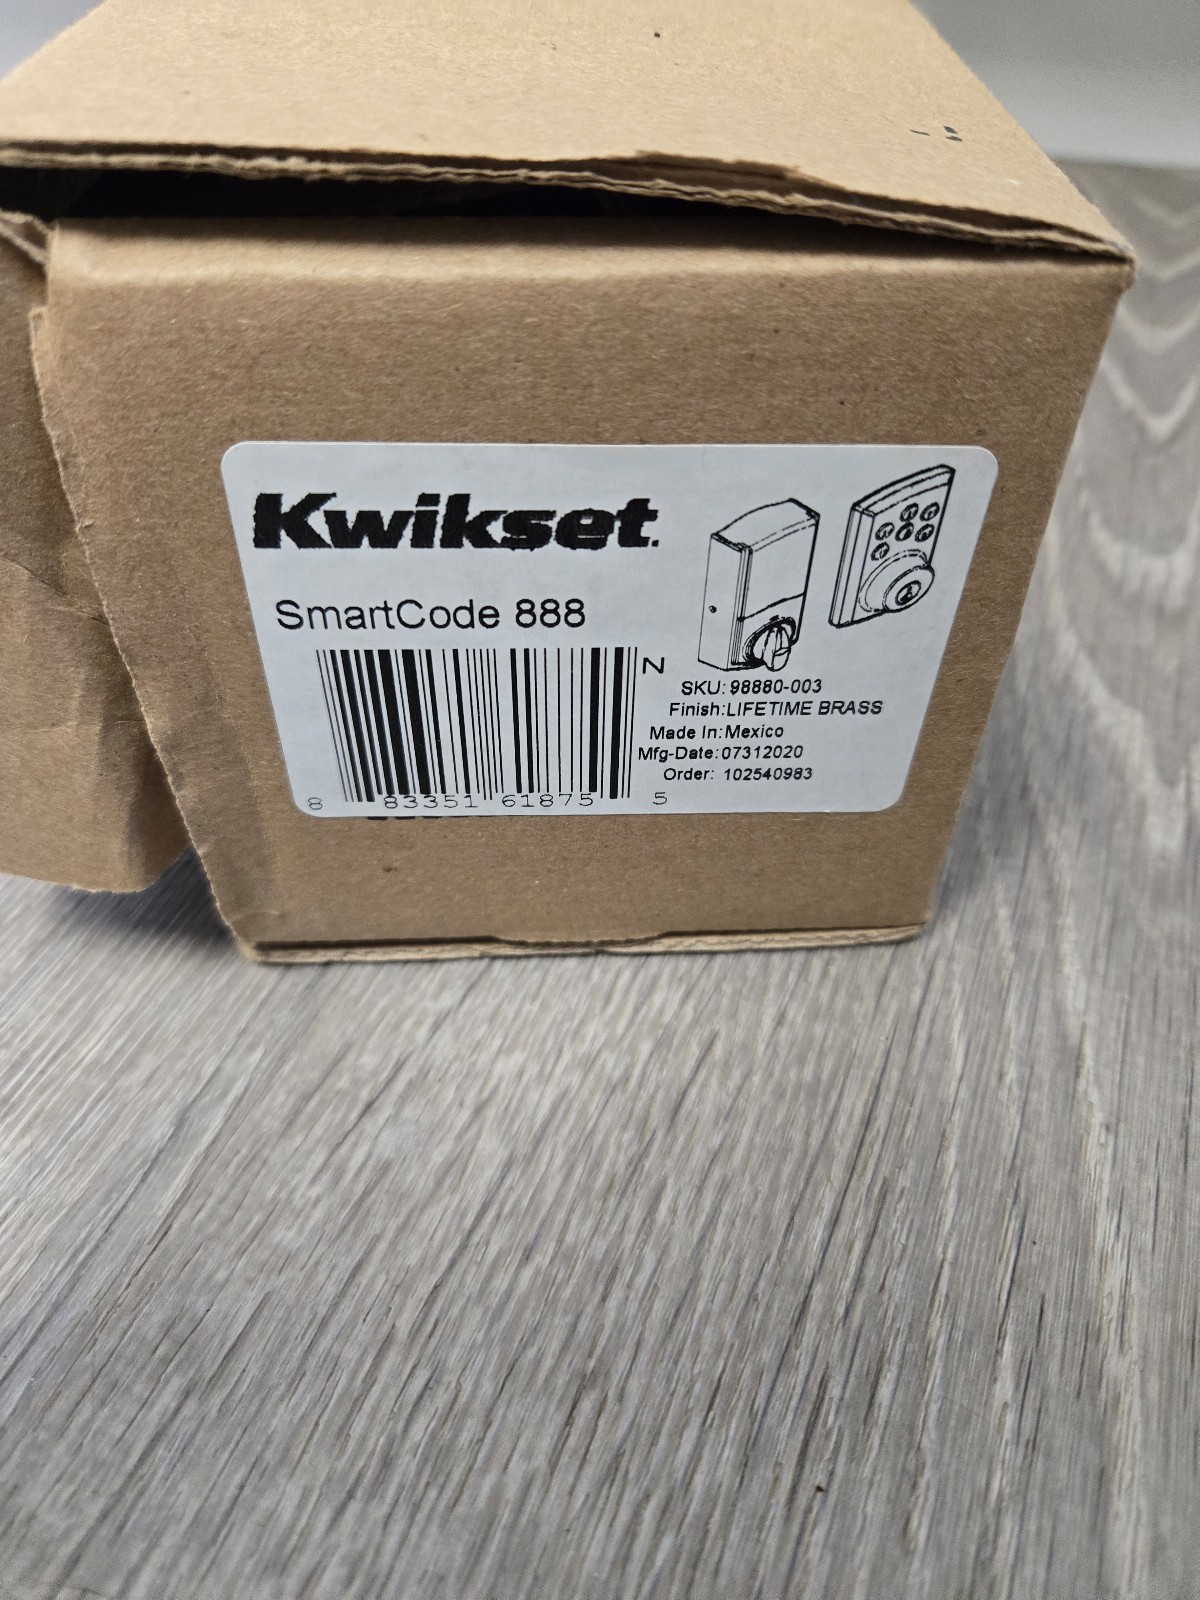 Kwikset.
SmartCode 888
N
8 83351 61875 5
SKU: 98880-003
Finish:LIFETIME BRASS
Made In:Mexico
Mfg-Date:07312020
Order: 102540983